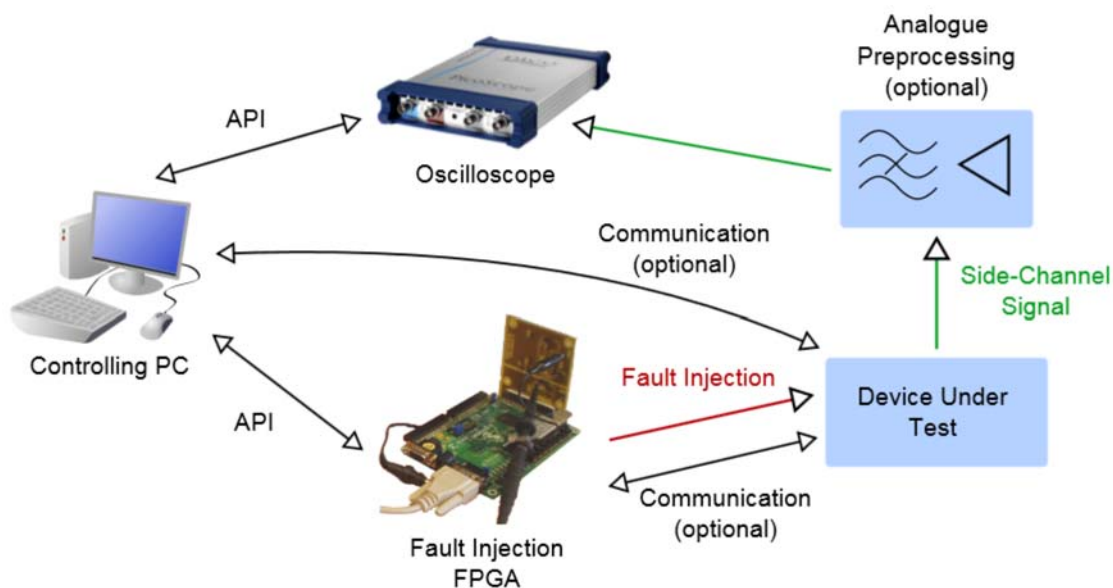 Analogue
Preprocessing
(optional)
API
PicoScope
Oscilloscope
Communication
(optional)
Side-Channel
Signal
Controlling PC
Fault Injection
Device Under
Test
API
Communication
(optional)
Fault Injection
FPGA